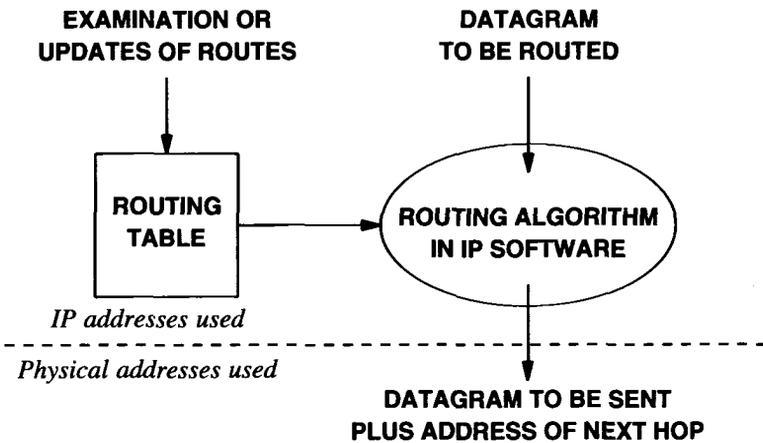 EXAMINATION OR
UPDATES OF ROUTES
DATAGRAM
TO BE ROUTED
ROUTING
TABLE
ROUTING ALGORITHM
IN IP SOFTWARE
IP addresses used
Physical addresses used
DATAGRAM TO BE SENT
PLUS ADDRESS OF NEXT HOP